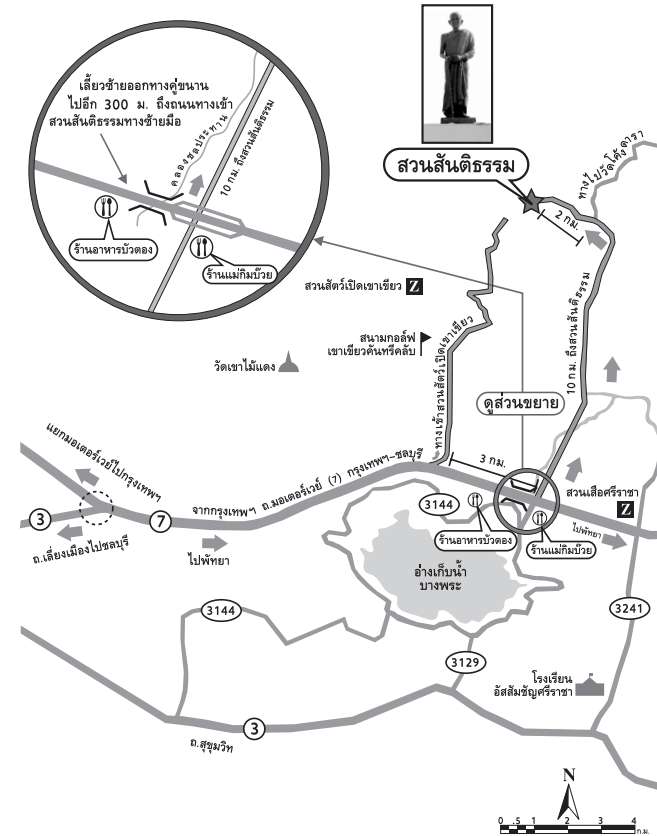 เลี้ยวซ้ายออกทางคู่ขนาน
ไปอีก 300 ม. ถึงถนนทางเข้า
สวนสันติธรรมทางซ้ายมือ
คลองชลประทาน
10 กม. ถึงสวนสันติธรรม
ร้านอาหารบัวตอง
ร้านแม่กิมบ๊วย
สวนสันติธรรม
ทางไปวัดโค้งดารา
2 กม.
สวนสัตว์เปิดเขาเขียว Z
สนามกอล์ฟ
เขาเขียวคันทรีคลับ
ทางเข้าสวนสัตว์เปิดเขาเขียว
10 กม. ถึงสวนสันติธรรม
วัดเขาไม้แดง
ดูส่วนขยาย
แยกมอเตอร์เวย์ไปกรุงเทพฯ
จากกรุงเทพฯ ถ.มอเตอร์เวย์ (7) กรุงเทพฯ-ชลบุรี
3 กม.
สวนเสือศรีราชา
Z
3
7
3144
ไปพัทยา
ถ.เลี่ยงเมืองไปชลบุรี
ไปพัทยา
ร้านอาหารบัวตอง
ร้านแม่กิมบ๊วย
อ่างเก็บน้ำ
บางพระ
3144
3241
3129
โรงเรียน
อัสสัมชัญศรีราชา
3
ถ.สุขุมวิท
N
0 .5 1 2 3 4
ก.ม.